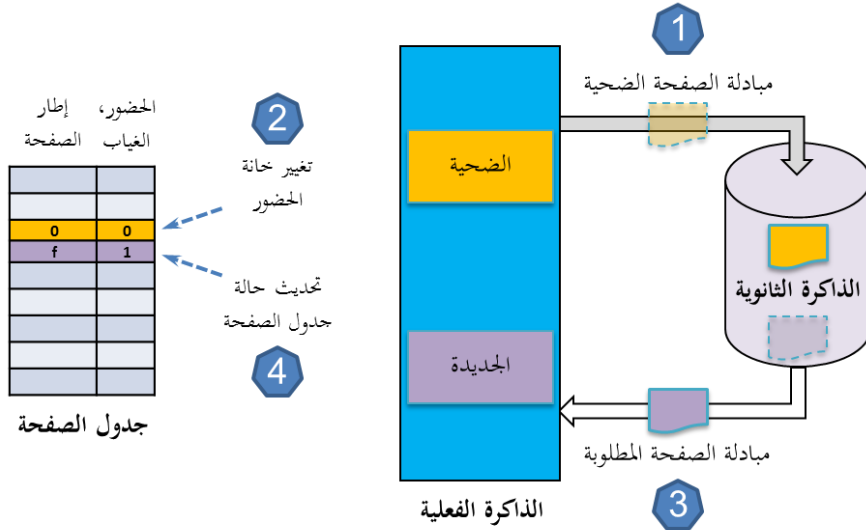 1
مبادلة الصفحة الضحية
الضحية
الذاكرة الثانوية
الجديدة
مبادلة الصفحة المطلوبة
3
الذاكرة الفعلية
الحضور،
الغياب
إطار
الصفحة
2
تغيير خانة
الحضور
0 0
f 1
تحديث حالة
جدول الصفحة
4
جدول الصفحة